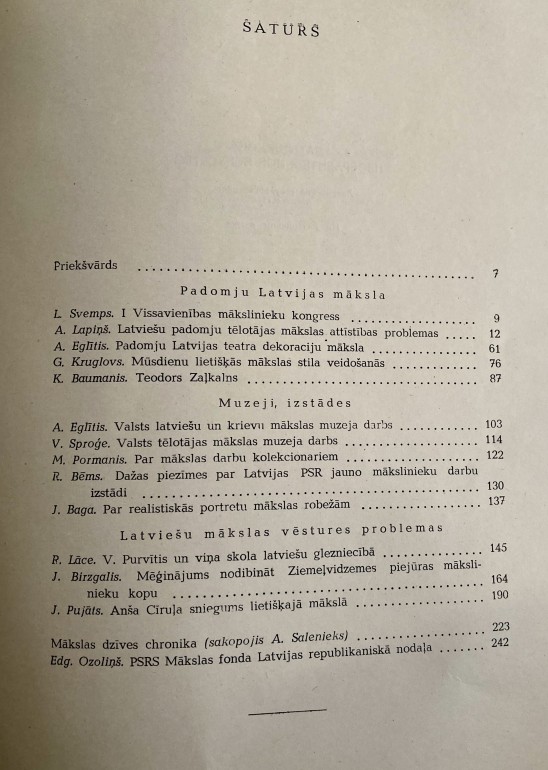 SATURS
Priekšvārds . . . . . . . . . . . . . . . . . . . . . . . . . . . . . . . . 7
Padomju Latvijas māksla
L. Svemps. I Vissavienības mākslinieku kongress . . . . . . . . . . . . . 9
A. Lapiņš. Latviešu padomju tēlotājas mākslas attīstības problemas . . . . . 12
A. Eglītis. Padomju Latvijas teatra dekoraciju māksla . . . . . . . . . . . 61
G. Kruglovs. Mūsdienu lietišķās mākslas stila veidošanās . . . . . . . . . 76
K. Baumanis. Teodors Zaļkalns . . . . . . . . . . . . . . . . . . . . . . 87
Muzeji, izstādes
A. Eglītis. Valsts latviešu un krievu mākslas muzeja darbs . . . . . . . . . 103
V. Sproģe. Valsts tēlotājas mākslas muzeja darbs . . . . . . . . . . . . . 114
M. Pormanis. Par mākslas darbu kolekcionariem . . . . . . . . . . . . . . 122
R. Bēms. Dažas piezīmes par Latvijas PSR jauno mākslinieku darbu
izstādi . . . . . . . . . . . . . . . . . . . . . . . . . . . . . . . . . 130
J. Baga. Par realistiskās portretu mākslas robežām . . . . . . . . . . . . 137
Latviešu mākslas vēstures problemas
R. Lāce. V. Purvītis un viņa skola latviešu glezniecībā . . . . . . . . . . . 145
J. Birzgalis. Mēģinājums nodibināt Ziemeļvidzemes piejūras māksli-
nieku kopu . . . . . . . . . . . . . . . . . . . . . . . . . . . . . . . 164
J. Pujāts. Anša Cīruļa sniegums lietišķajā mākslā . . . . . . . . . . . . . 190
Mākslas dzīves chronika (sakopojis A. Salenieks) . . . . . . . . . . . . . 223
Edg. Ozoliņš. PSRS Mākslas fonda Latvijas republikaniskā nodaļa . . . . . . 242